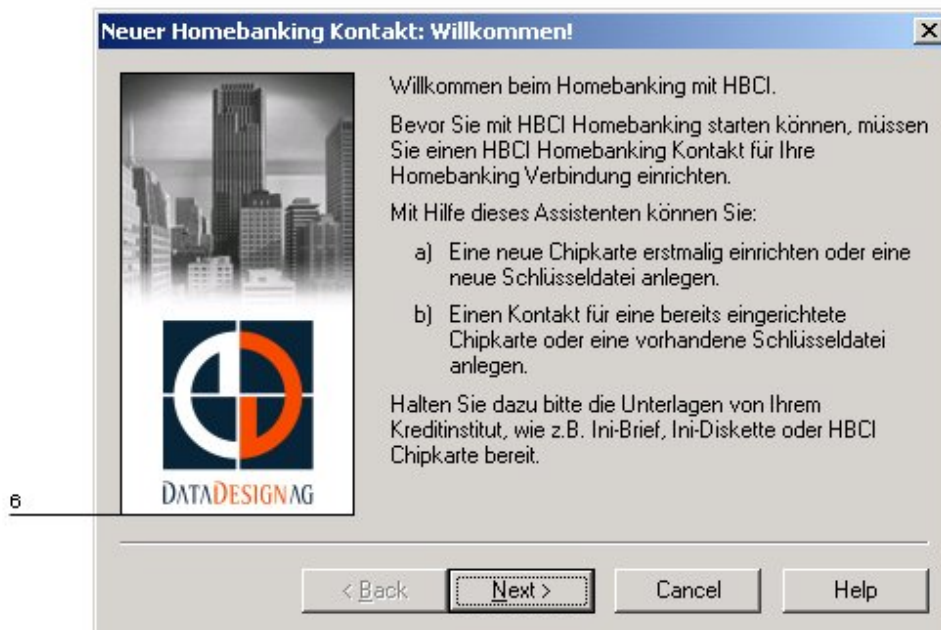 Neuer Homebanking Kontakt: Willkommen!
Willkommen beim Homebanking mit HBCI.
Bevor Sie mit HBCI Homebanking starten können, müssen
Sie einen HBCI Homebanking Kontakt für Ihre
Homebanking Verbindung einrichten.
Mit Hilfe dieses Assistenten können Sie:
a) Eine neue Chipkarte erstmalig einrichten oder eine
neue Schlüsseldatei anlegen.
b) Einen Kontakt für eine bereits eingerichtete
Chipkarte oder eine vorhandene Schlüsseldatei
anlegen.
Halten Sie dazu bitte die Unterlagen von Ihrem
Kreditinstitut, wie z.B. Ini-Brief, Ini-Diskette oder HBCI
Chipkarte bereit.
DATADESIGNAG
6
< Back Next > Cancel Help